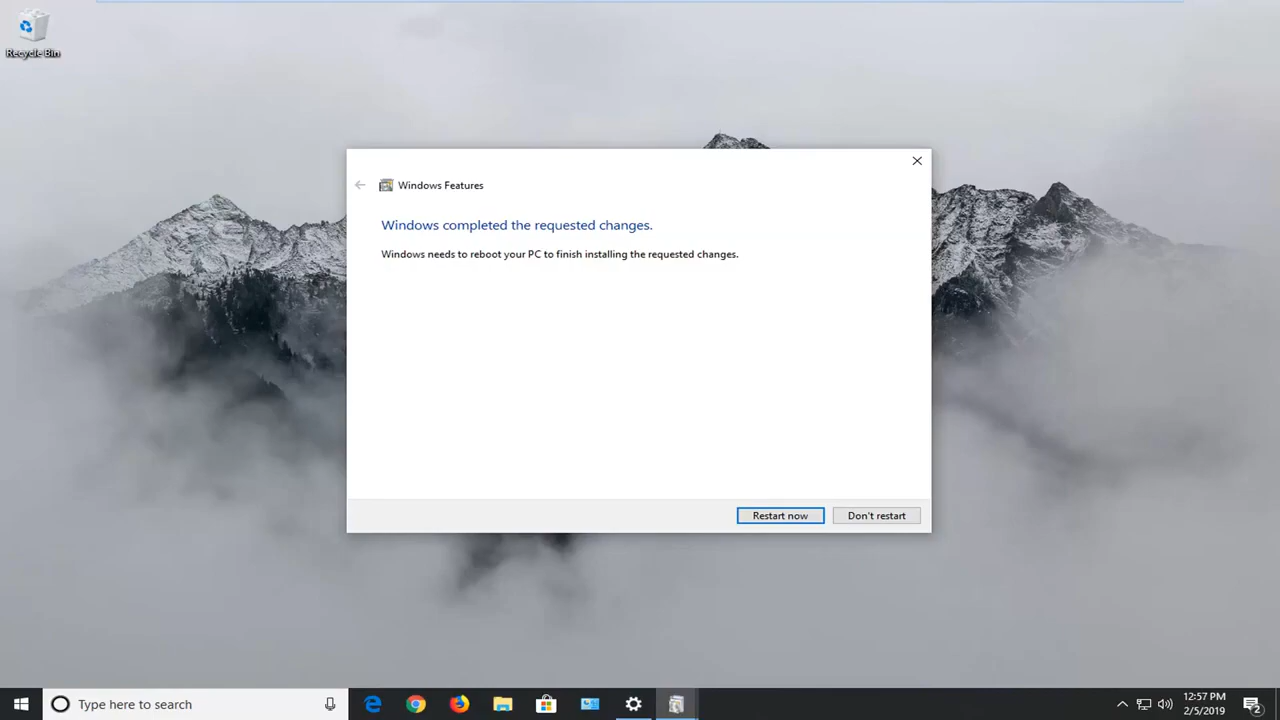 Recycle Bin
Windows Features
Windows completed the requested changes.
Windows needs to reboot your PC to finish installing the requested changes.
Restart now
Don't restart
Type here to search
12:57 PM
2/5/2019
2